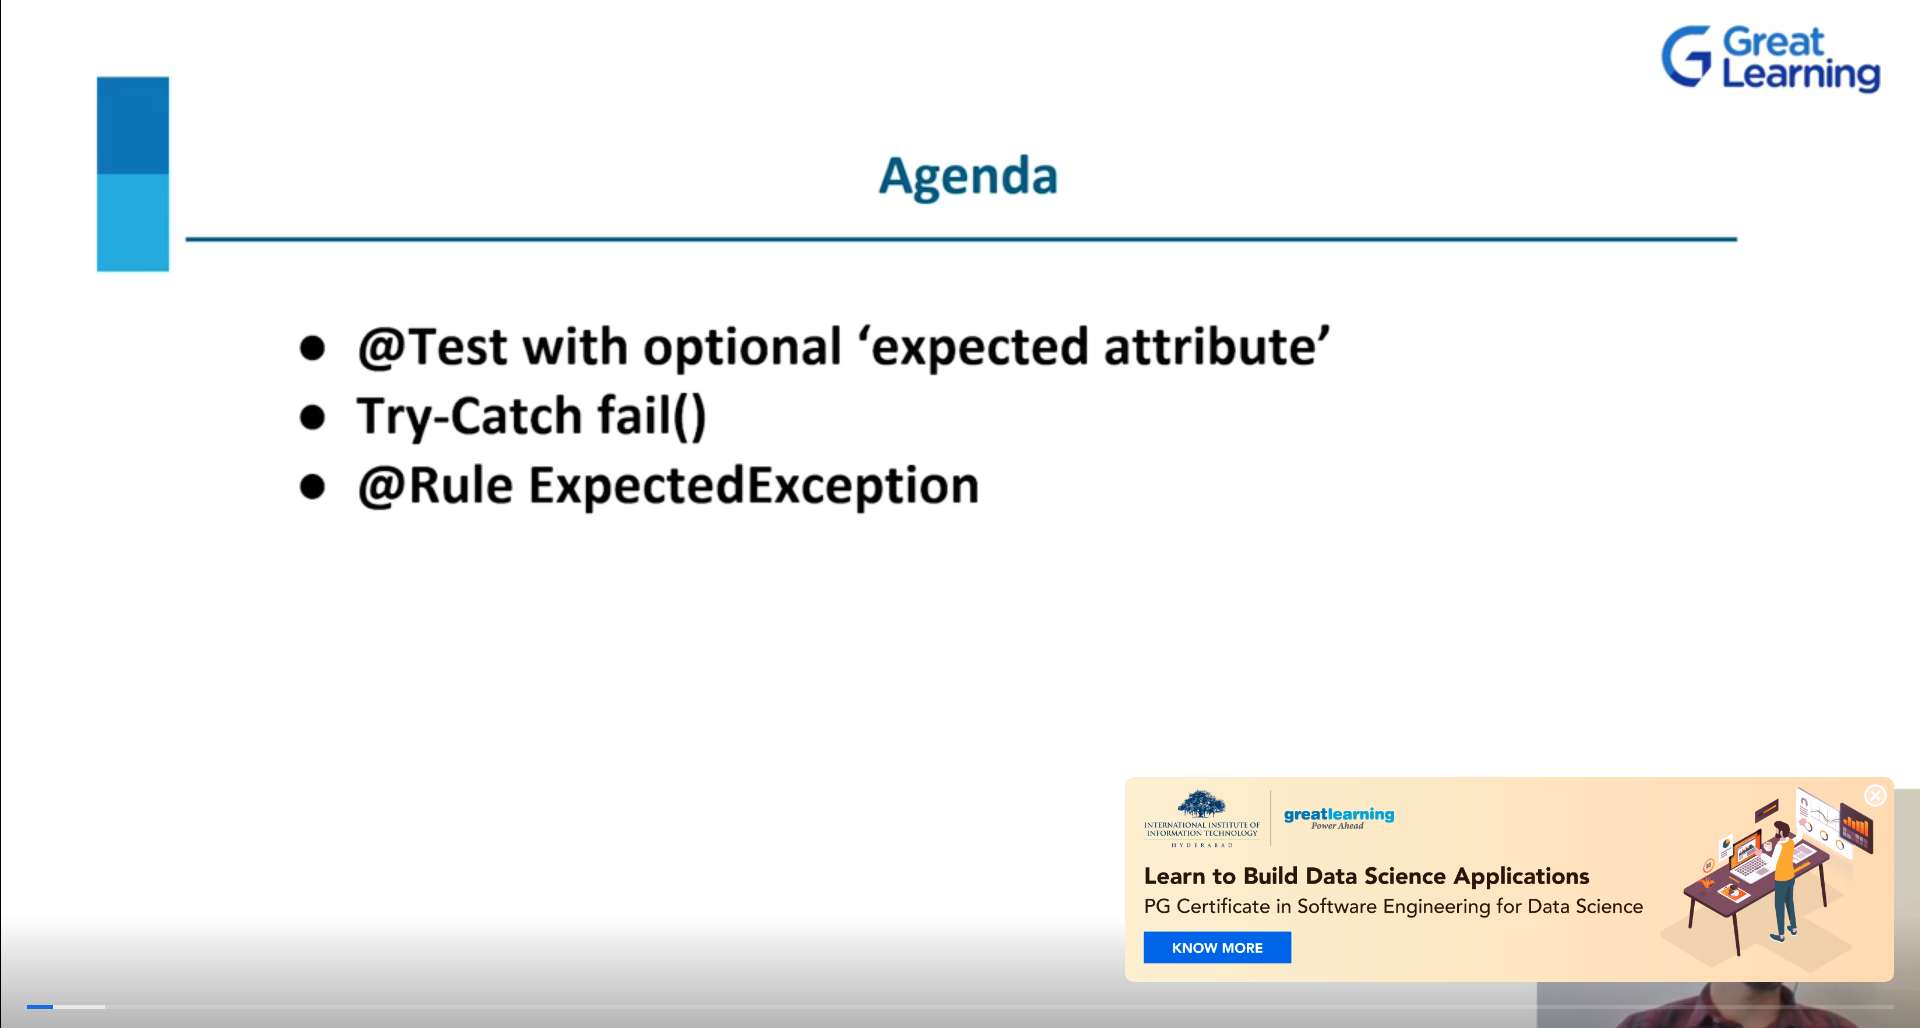 Great
Learning
Agenda
● @Test with optional ‘expected attribute’
● Try-Catch fail()
● @Rule ExpectedException
INTERNATIONAL INSTITUTE OF
INFORMATION TECHNOLOGY
HYDERABAD
greatlearning
Power Ahead
Learn to Build Data Science Applications
PG Certificate in Software Engineering for Data Science
KNOW MORE